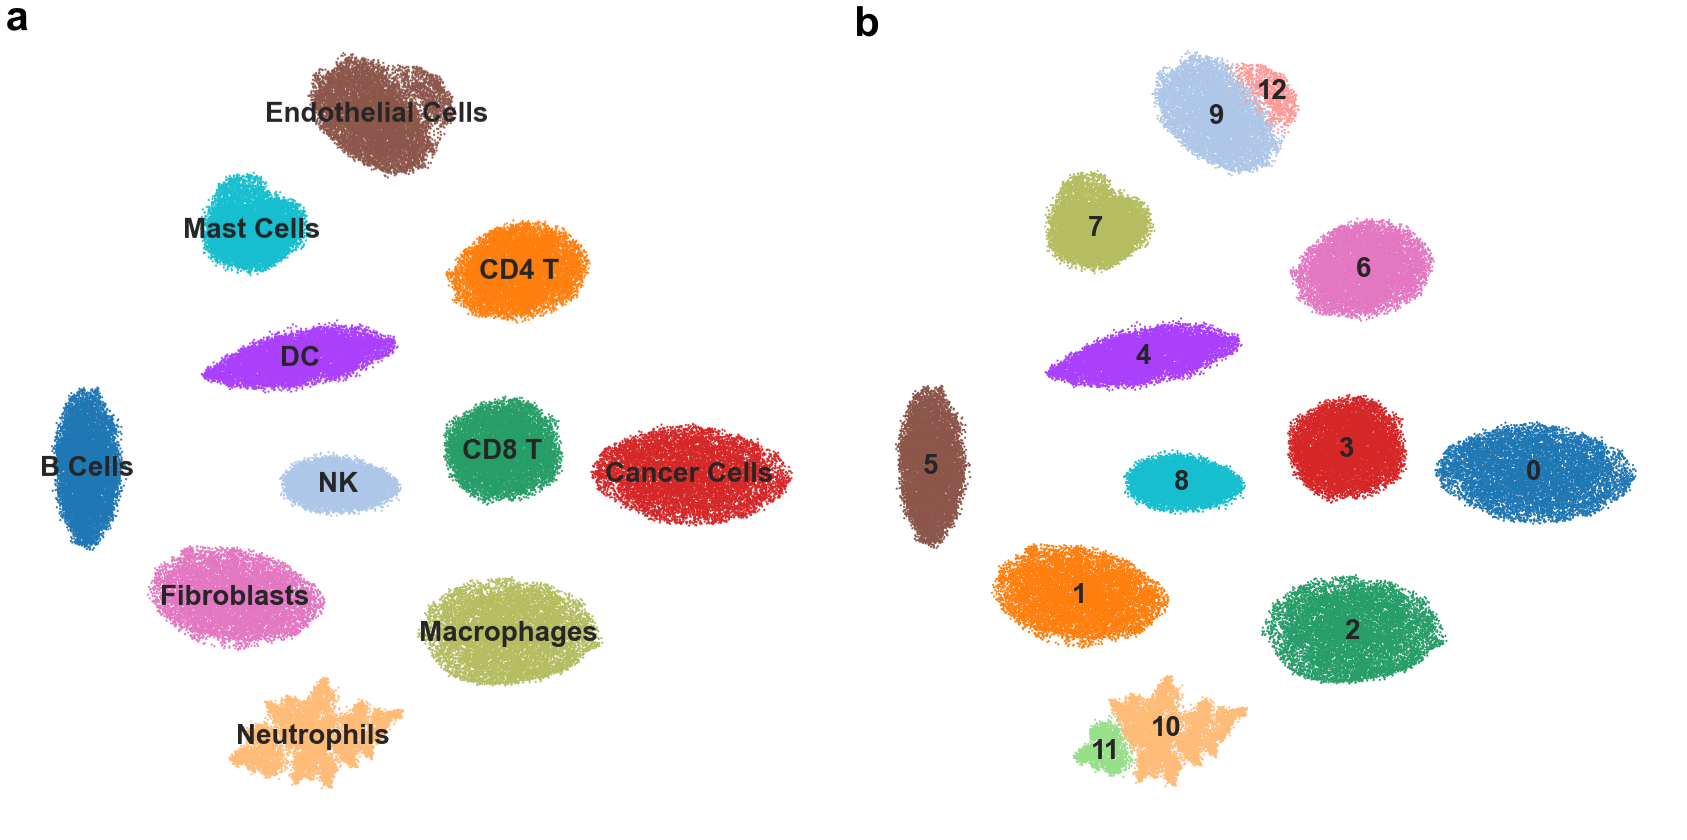 a
Endothelial Cells
Mast Cells
CD4 T
DC
CD8 T
B Cells
Cancer Cells
NK
Fibroblasts
Macrophages
Neutrophils
b
12
9
7
6
4
3
5
0
8
1
2
10
11